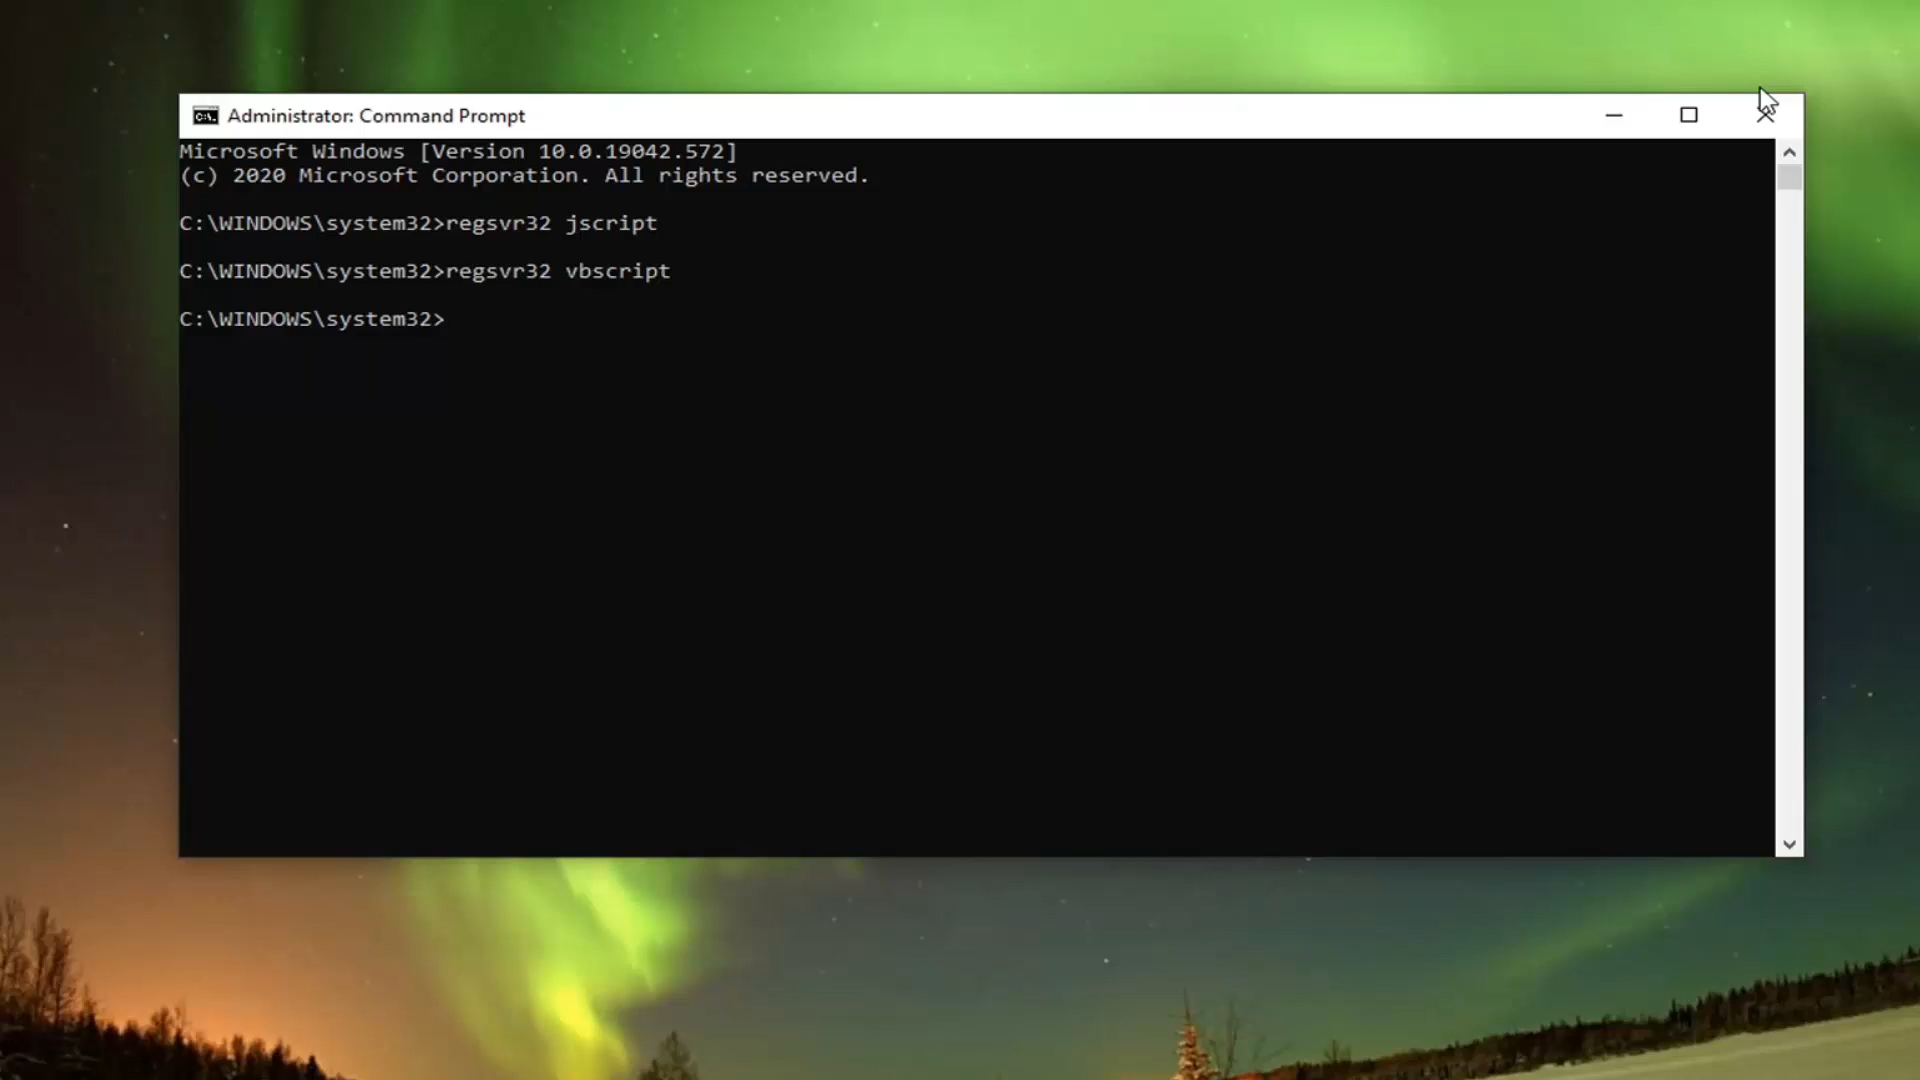 Administrator: Command Prompt
Microsoft Windows [Version 10.0.19042.572]
(c) 2020 Microsoft Corporation. All rights reserved.
C:\WINDOWS\system32>regsvr32 jscript
C:\WINDOWS\system32>regsvr32 vbscript
C:\WINDOWS\system32>